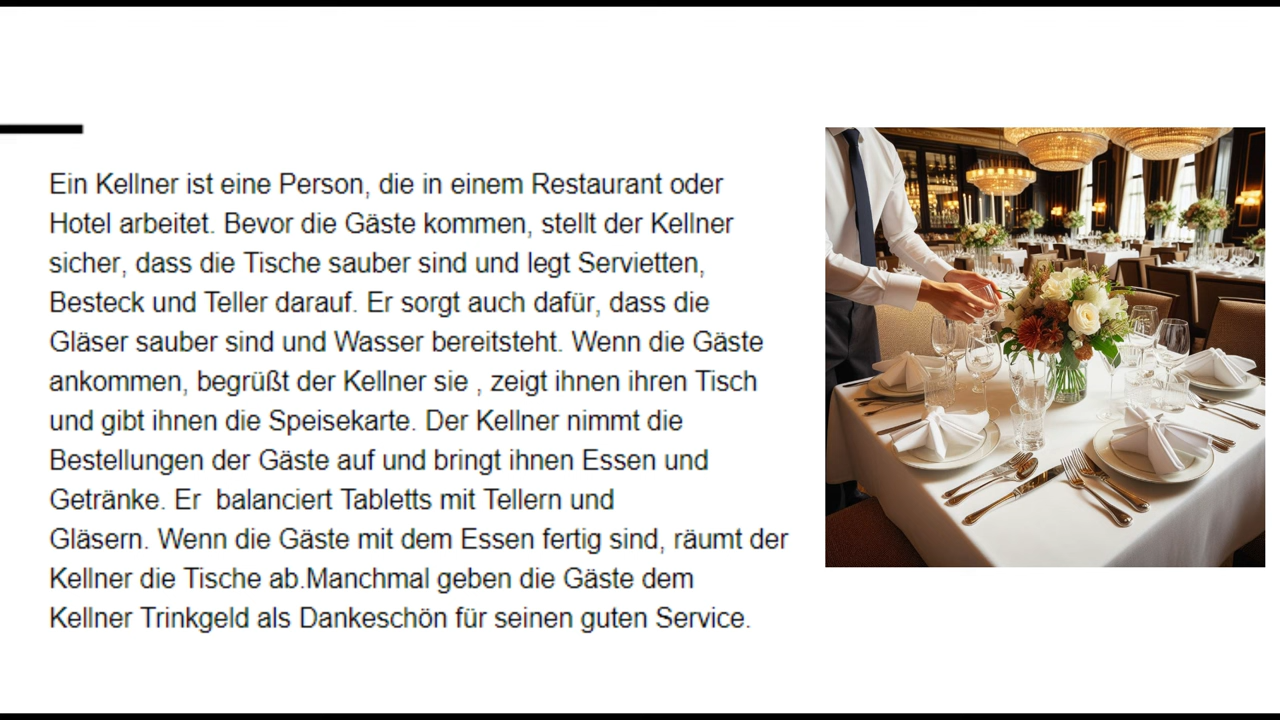 Ein Kellner ist eine Person, die in einem Restaurant oder
Hotel arbeitet. Bevor die Gäste kommen, stellt der Kellner
sicher, dass die Tische sauber sind und legt Servietten,
Besteck und Teller darauf. Er sorgt auch dafür, dass die
Gläser sauber sind und Wasser bereitsteht. Wenn die Gäste
ankommen, begrüßt der Kellner sie , zeigt ihnen ihren Tisch
und gibt ihnen die Speisekarte. Der Kellner nimmt die
Bestellungen der Gäste auf und bringt ihnen Essen und
Getränke. Er  balanciert Tabletts mit Tellern und
Gläsern. Wenn die Gäste mit dem Essen fertig sind, räumt der
Kellner die Tische ab.Manchmal geben die Gäste dem
Kellner Trinkgeld als Dankeschön für seinen guten Service.